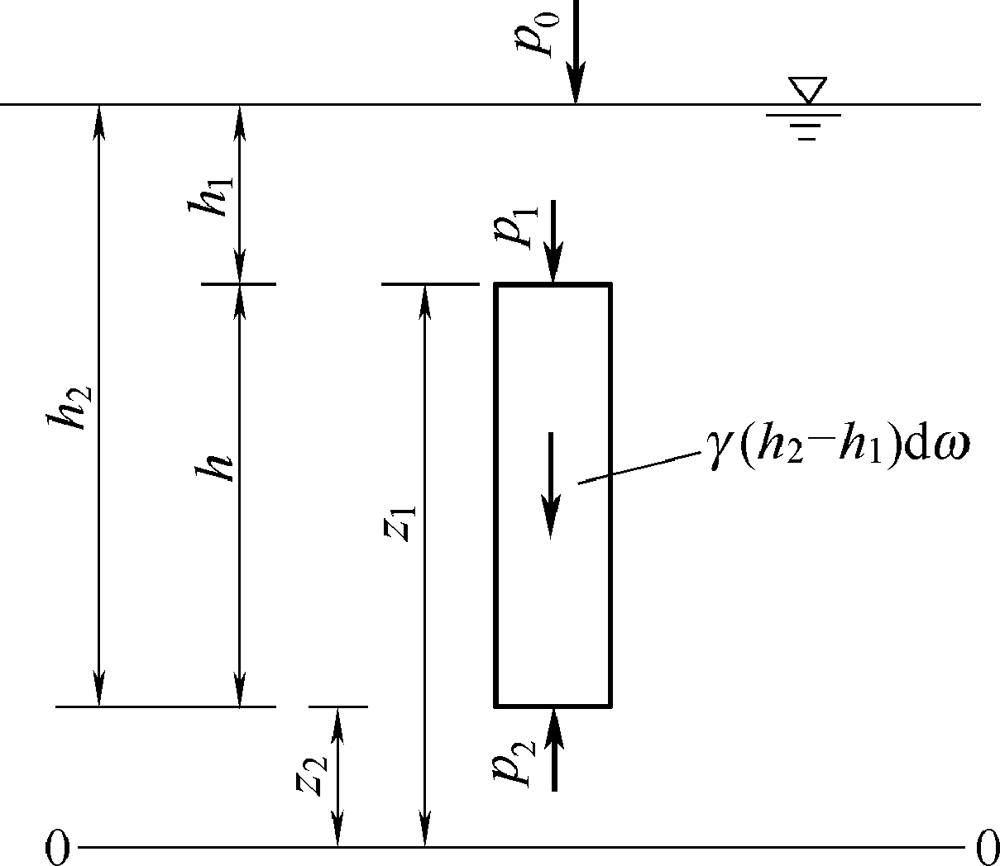 p₀
h₁
p₁
h₂
h
γ(h₂−h₁)dω
z₁
z₂
p₂
0
0